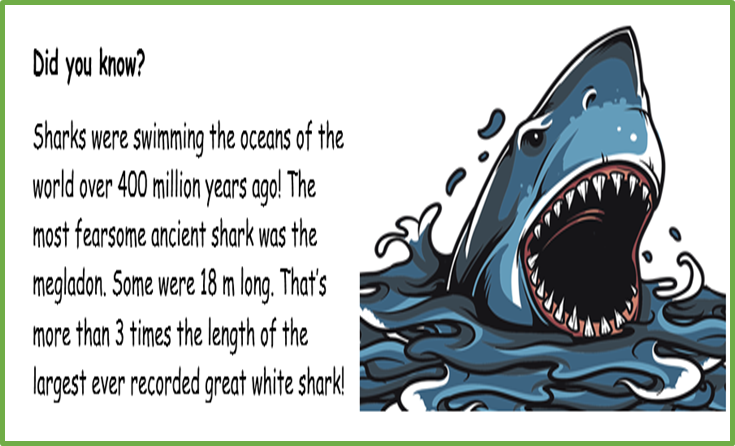 Did you know?
Sharks were swimming the oceans of the
world over 400 million years ago! The
most fearsome ancient shark was the
megladon. Some were 18 m long. That's
more than 3 times the length of the
largest ever recorded great white shark!